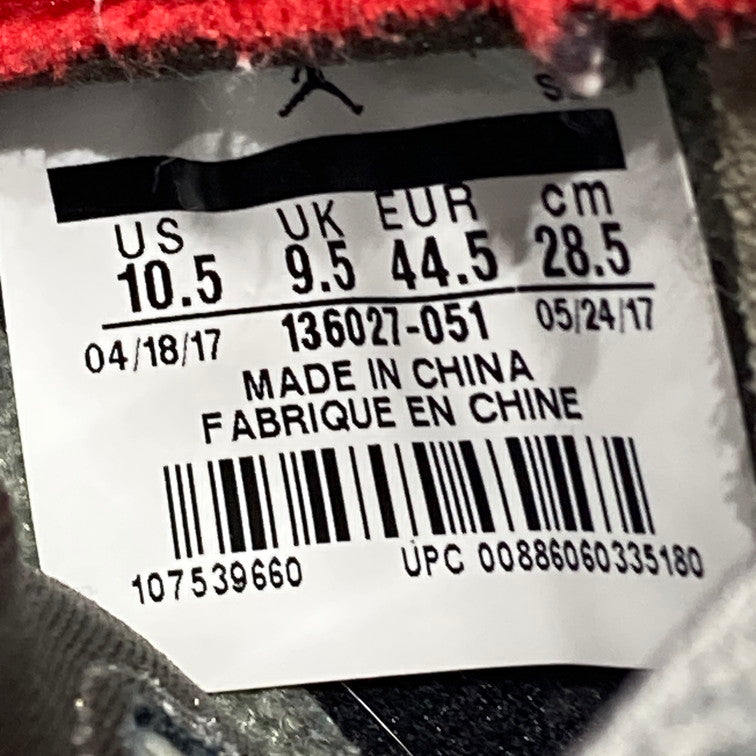 US UK EUR cm
10.5 9.5 44.5 28.5
04/18/17 136027-051 05/24/17
MADE IN CHINA
FABRIQUE EN CHINE
107539660 UPC 00886060335180